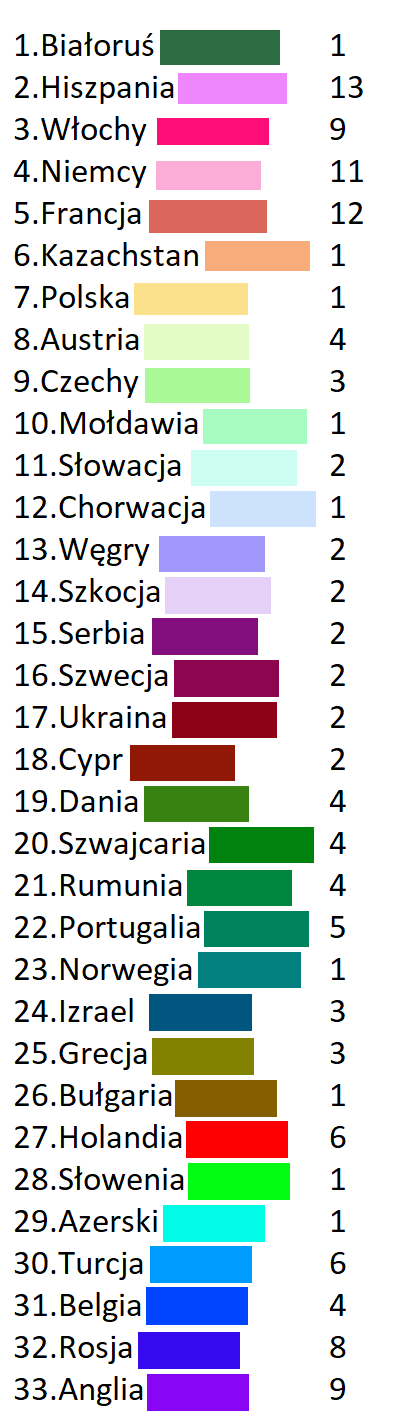 1.Białoruś 1
2.Hiszpania 13
3.Włochy 9
4.Niemcy 11
5.Francja 12
6.Kazachstan 1
7.Polska 1
8.Austria 4
9.Czechy 3
10.Mołdawia 1
11.Słowacja 2
12.Chorwacja 1
13.Węgry 2
14.Szkocja 2
15.Serbia 2
16.Szwecja 2
17.Ukraina 2
18.Cypr 2
19.Dania 4
20.Szwajcaria 4
21.Rumunia 4
22.Portugalia 5
23.Norwegia 1
24.Izrael 3
25.Grecja 3
26.Bułgaria 1
27.Holandia 6
28.Słowenia 1
29.Azerski 1
30.Turcja 6
31.Belgia 4
32.Rosja 8
33.Anglia 9